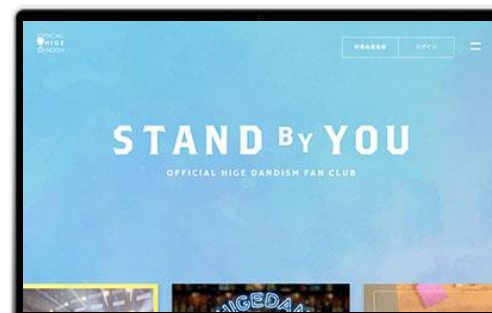 OFFICIAL
HIGE
DANDISM
新規会員登録 ログイン
STAND BY YOU
OFFICIAL HIGE DANDISM FAN CLUB
HIGEDAN